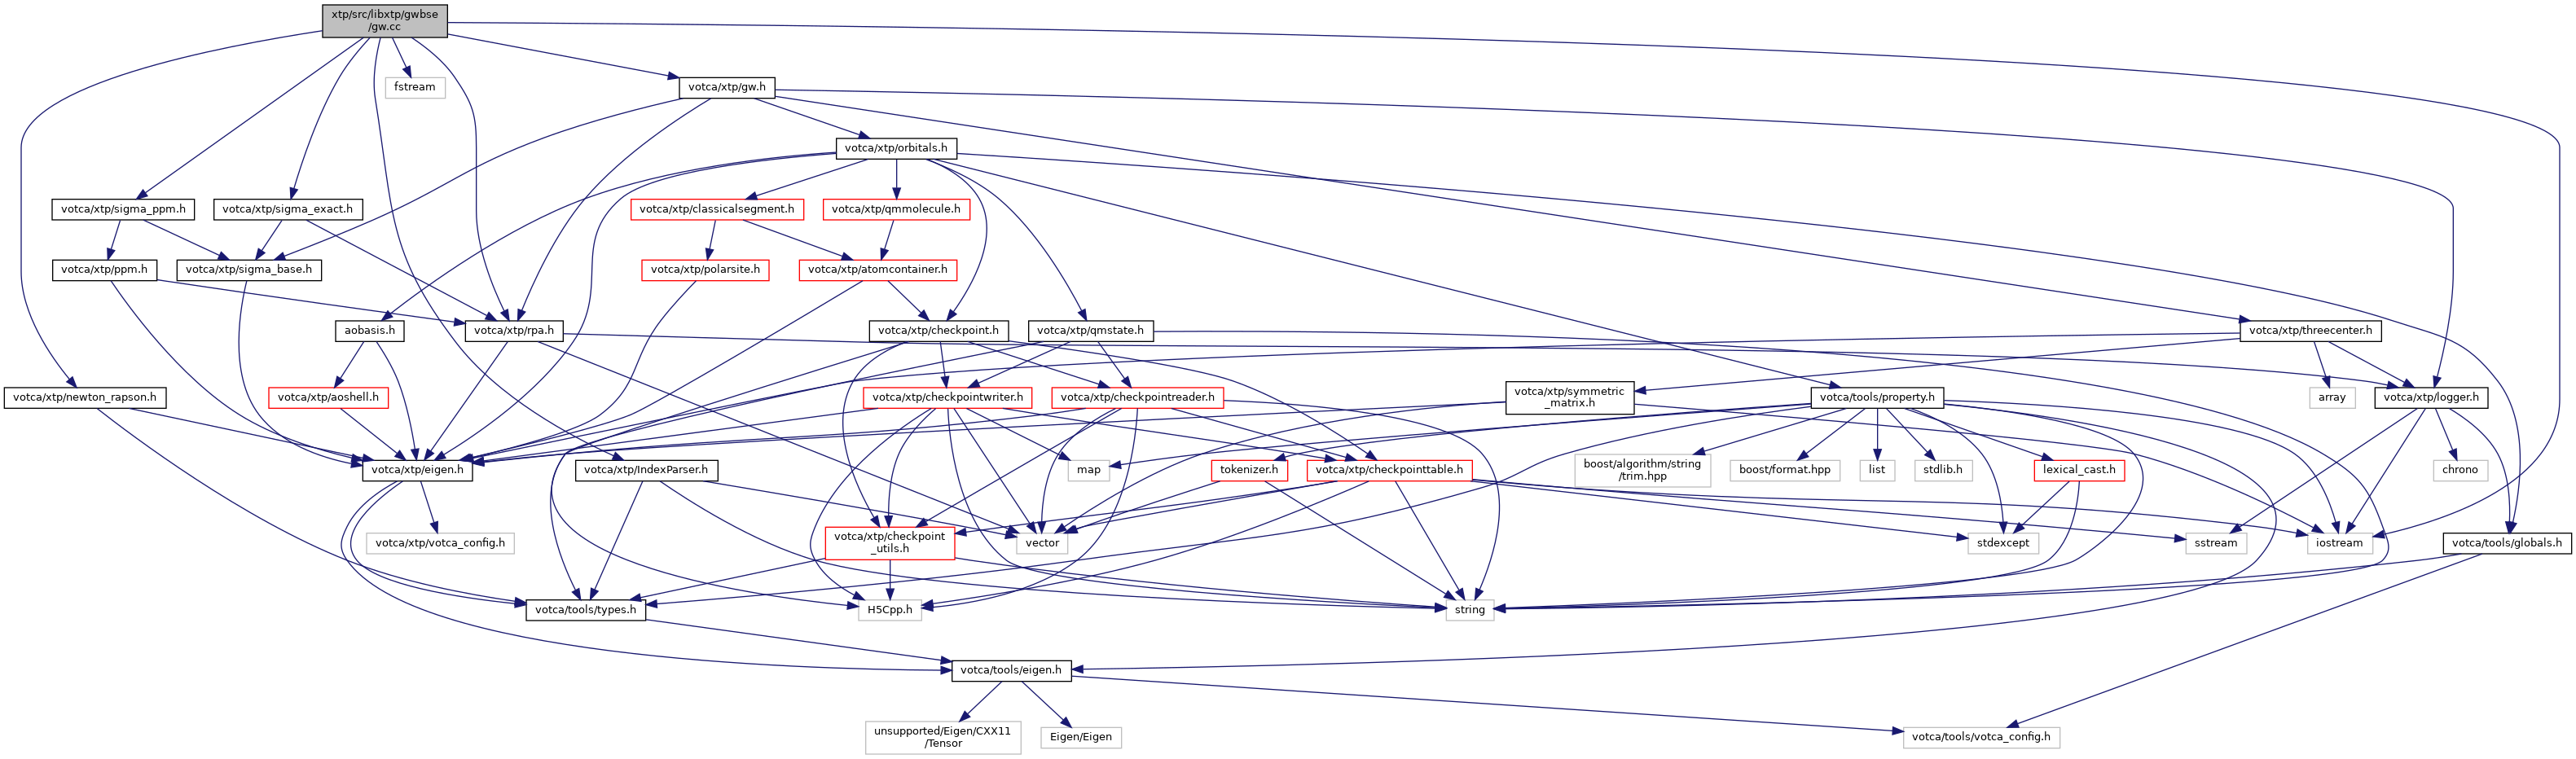 xtp/src/libxtp/gwbse
/gw.cc
fstream
votca/xtp/gw.h
votca/xtp/orbitals.h
votca/xtp/sigma_ppm.h
votca/xtp/sigma_exact.h
votca/xtp/classicalsegment.h
votca/xtp/qmmolecule.h
votca/xtp/ppm.h
votca/xtp/sigma_base.h
votca/xtp/polarsite.h
votca/xtp/atomcontainer.h
aobasis.h
votca/xtp/rpa.h
votca/xtp/checkpoint.h
votca/xtp/qmstate.h
votca/xtp/threecenter.h
votca/xtp/newton_rapson.h
votca/xtp/aoshell.h
votca/xtp/checkpointwriter.h
votca/xtp/checkpointreader.h
votca/xtp/symmetric
_matrix.h
votca/tools/property.h
array
votca/xtp/logger.h
votca/xtp/eigen.h
votca/xtp/IndexParser.h
map
tokenizer.h
votca/xtp/checkpointtable.h
boost/algorithm/string
/trim.hpp
boost/format.hpp
list
stdlib.h
lexical_cast.h
chrono
votca/xtp/votca_config.h
votca/xtp/checkpoint
_utils.h
vector
stdexcept
sstream
iostream
votca/tools/globals.h
votca/tools/types.h
H5Cpp.h
string
votca/tools/eigen.h
unsupported/Eigen/CXX11
/Tensor
Eigen/Eigen
votca/tools/votca_config.h